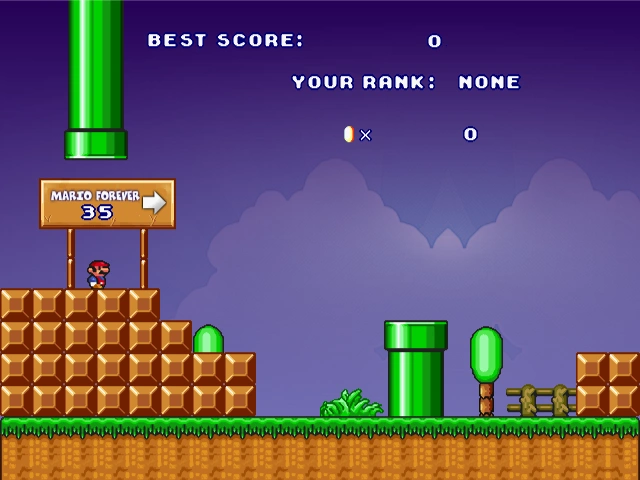 BEST SCORE: 0
YOUR RANK: NONE
× 0
MARIO FOREVER
35